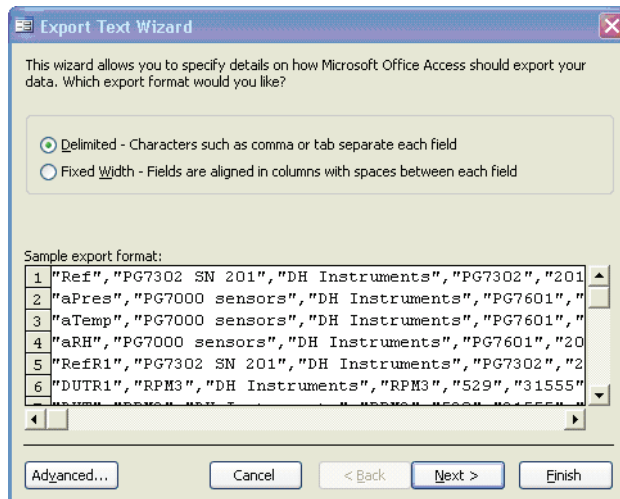 Export Text Wizard
This wizard allows you to specify details on how Microsoft Office Access should export your
data. Which export format would you like?
Delimited - Characters such as comma or tab separate each field
Fixed Width - Fields are aligned in columns with spaces between each field
Sample export format:
1 "Ref","PG7302 SN 201","DH Instruments","PG7302","201
2 "aPres","PG7000 sensors","DH Instruments","PG7601","
3 "aTemp","PG7000 sensors","DH Instruments","PG7601","
4 "aRH","PG7000 sensors","DH Instruments","PG7601","20
5 "RefR1","PG7302 SN 201","DH Instruments","PG7302","2
6 "DUTR1","RPM3","DH Instruments","RPM3","529","31555"
Advanced... Cancel < Back Next > Finish